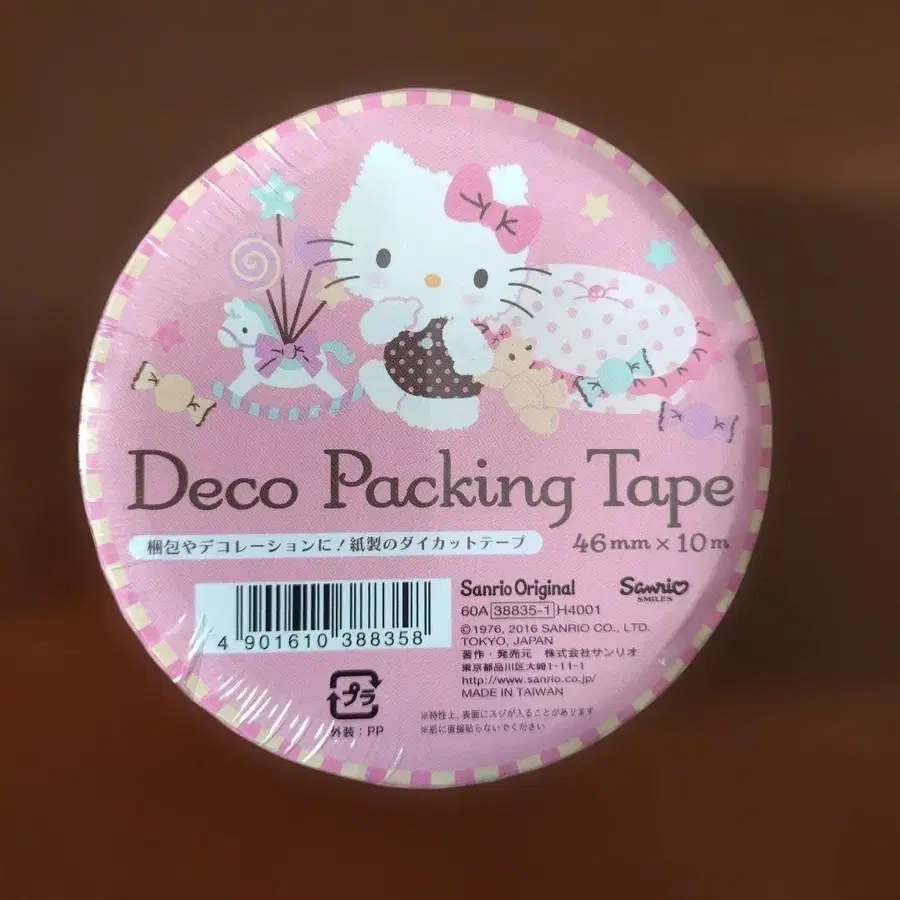 Deco Packing Tape
梱包やデコレーションに！紙製のダイカットテープ
46mm×10m
4 901610 388358
Sanrio Original
Sanrio
SMILES
60A 38835-1 H4001
©1976, 2016 SANRIO CO., LTD.
TOKYO, JAPAN
著作・発売元　株式会社サンリオ
東京都品川区大崎1-11-1
http://www.sanrio.co.jp/
MADE IN TAIWAN
プラ
外装：PP
※特性上、表面にスジが入ることがあります
※肌に直接貼らないでください